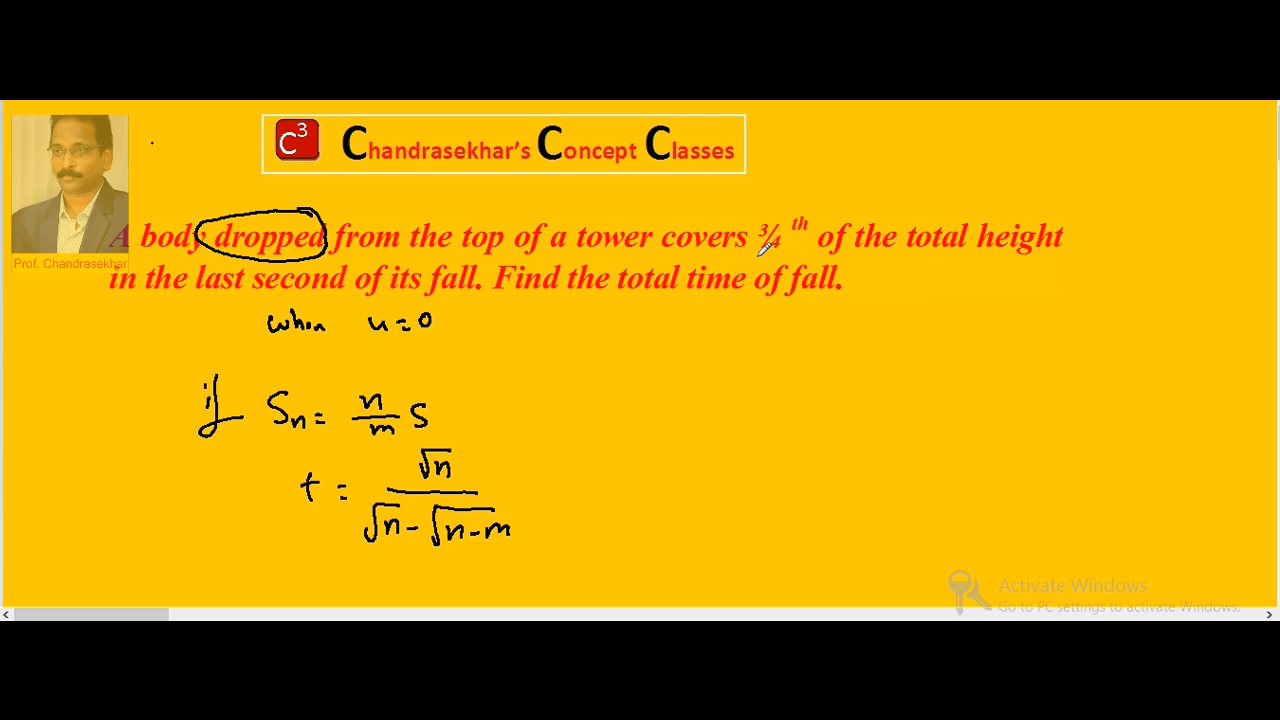 C³ Chandrasekhar's Concept Classes
A body dropped from the top of a tower covers ¾ th of the total height
Prof. Chandrasekhar
in the last second of its fall. Find the total time of fall.
when u = 0
if Sn = n/m S
t = √n / (√n - √n-m)
Activate Windows
Go to PC settings to activate Windows.